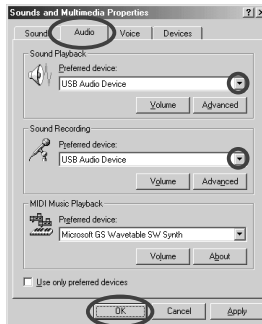 Sounds and Multimedia Properties
Sounds Audio Voice Devices
Sound Playback
Preferred device:
USB Audio Device
Volume Advanced
Sound Recording
Preferred device:
USB Audio Device
Volume Advanced
MIDI Music Playback
Preferred device:
Microsoft GS Wavetable SW Synth
Volume About
Use only preferred devices
OK Cancel Apply